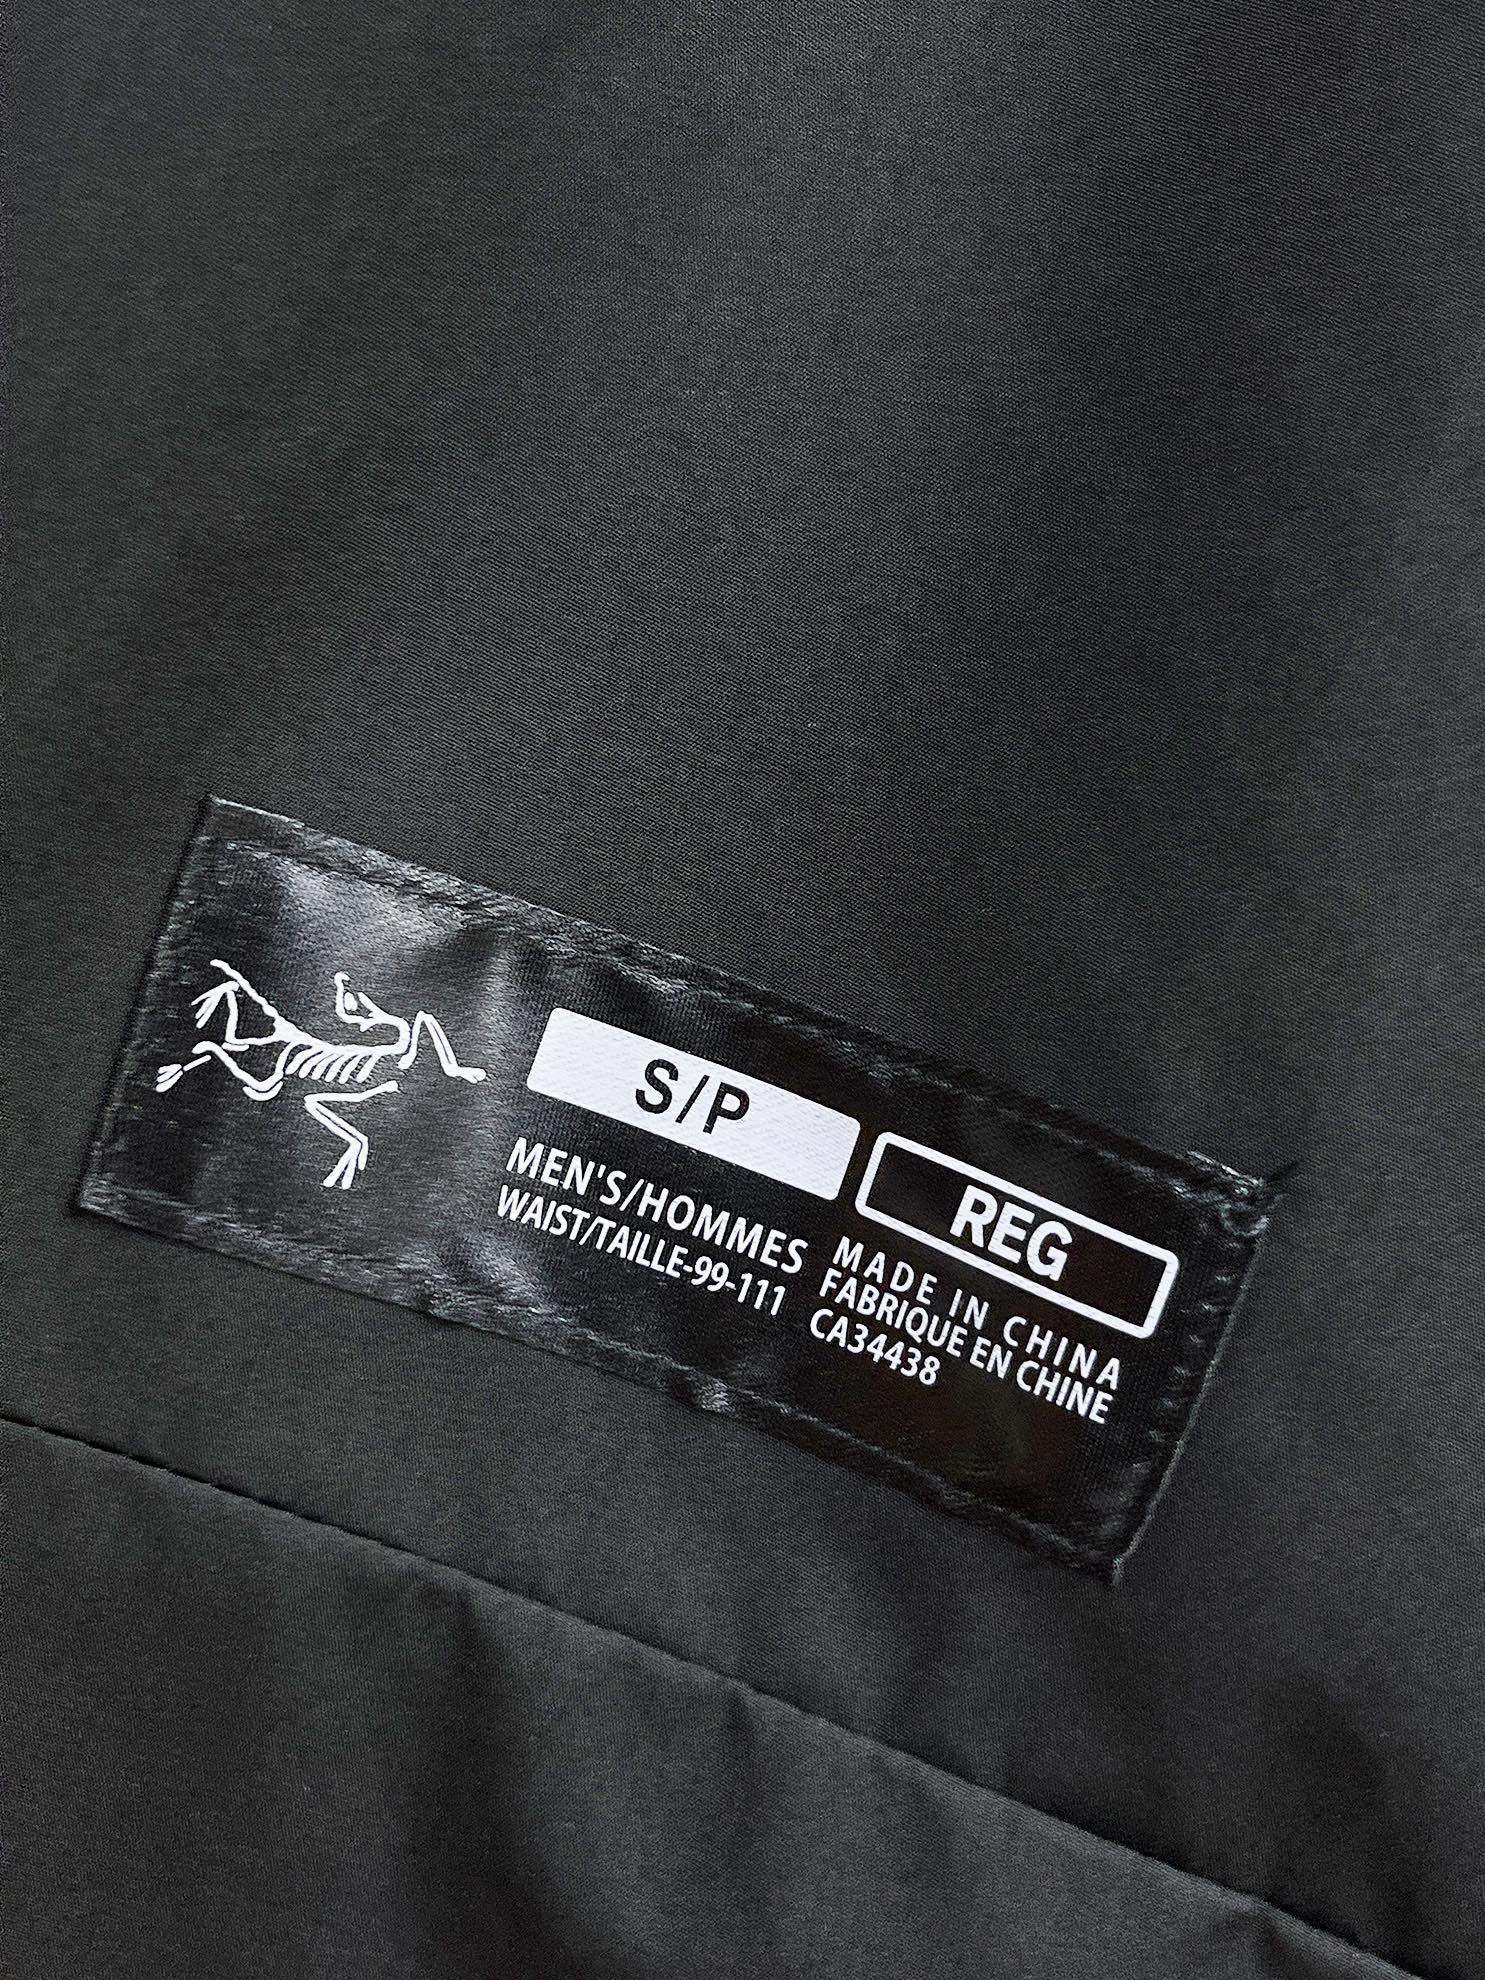 S/P
REG
MEN'S/HOMMES
WAIST/TAILLE-99-111
MADE IN CHINA
FABRIQUE EN CHINE
CA34438